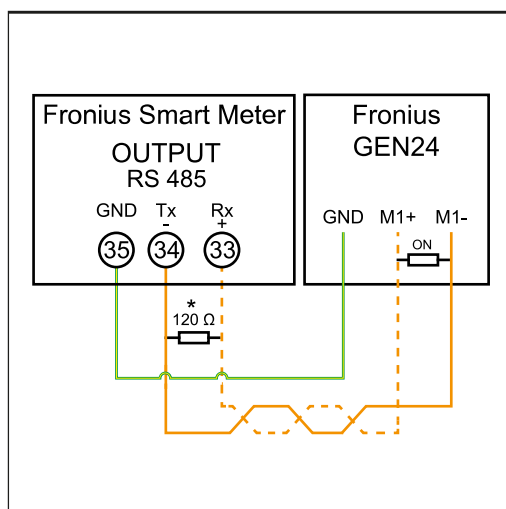 Fronius Smart Meter
OUTPUT
RS 485
GND Tx Rx
- +
35 34 33
*
120 Ω
Fronius
GEN24
GND M1+ M1-
ON